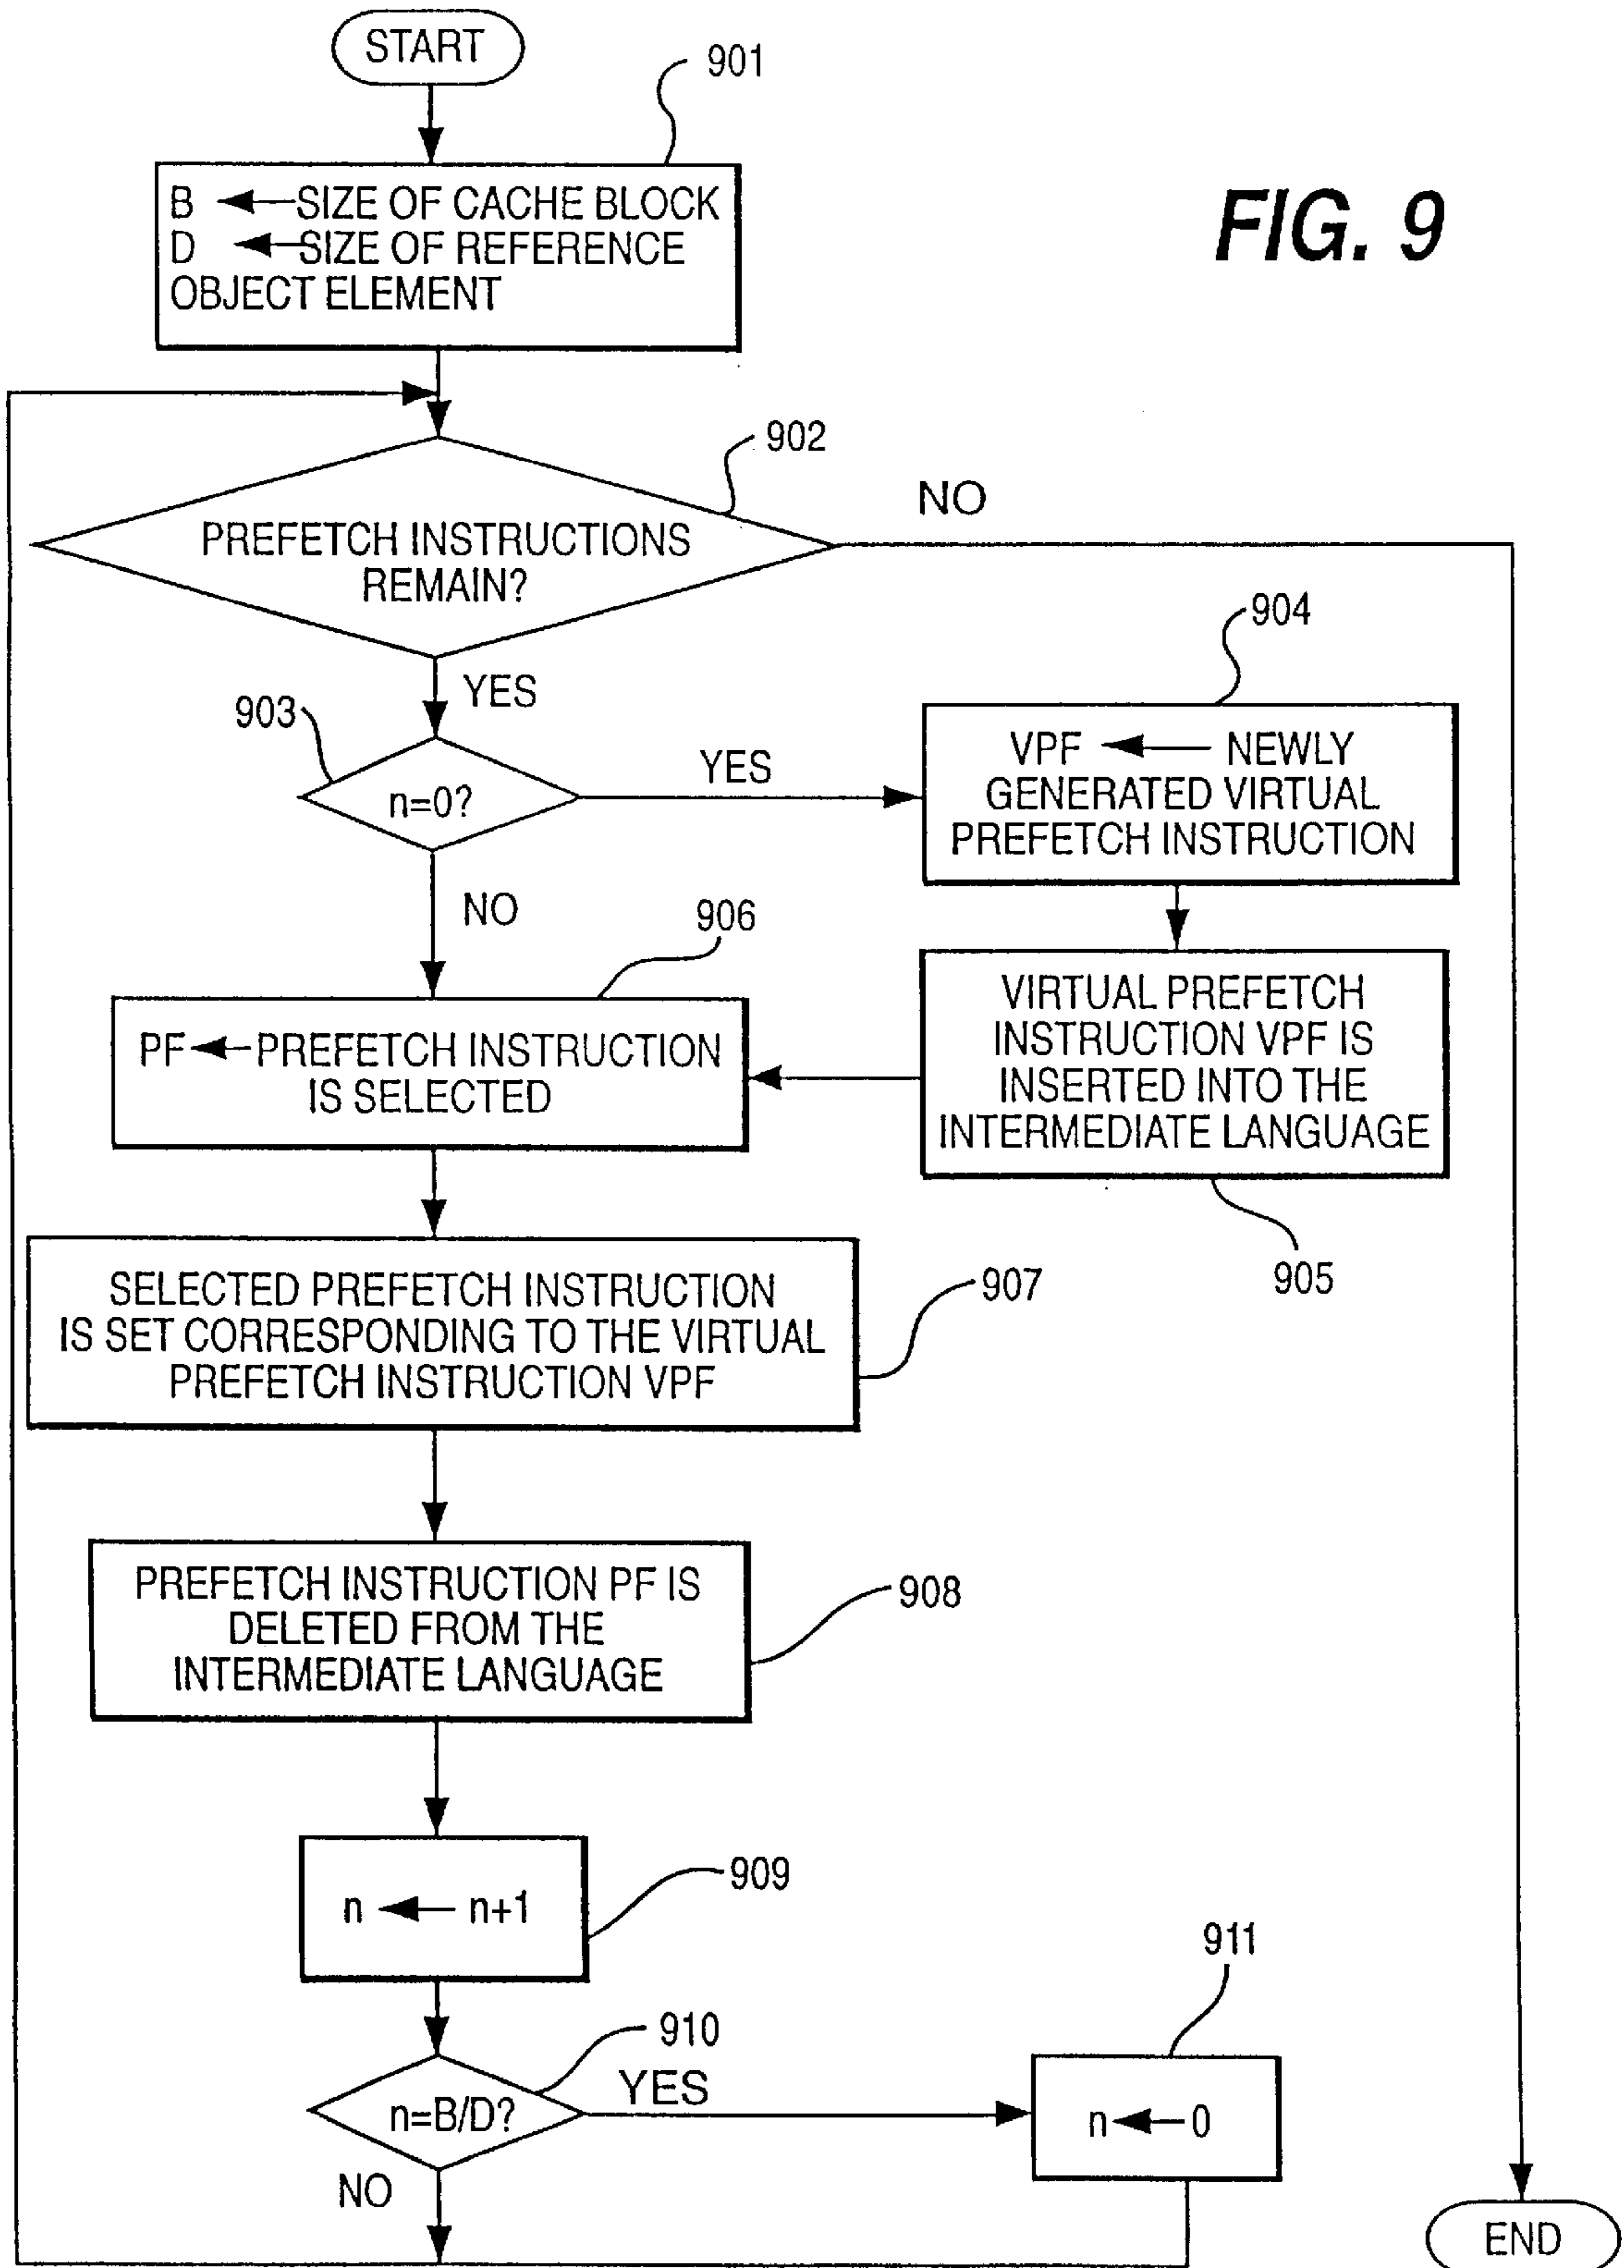 START
901
B ←SIZE OF CACHE BLOCK
D ←SIZE OF REFERENCE
OBJECT ELEMENT
FIG. 9
902
NO
PREFETCH INSTRUCTIONS
REMAIN?
YES
903
n=0?
YES
904
VPF ← NEWLY
GENERATED VIRTUAL
PREFETCH INSTRUCTION
NO
906
PF←PREFETCH INSTRUCTION
IS SELECTED
VIRTUAL PREFETCH
INSTRUCTION VPF IS
INSERTED INTO THE
INTERMEDIATE LANGUAGE
905
SELECTED PREFETCH INSTRUCTION
IS SET CORRESPONDING TO THE VIRTUAL
PREFETCH INSTRUCTION VPF
907
PREFETCH INSTRUCTION PF IS
DELETED FROM THE
INTERMEDIATE LANGUAGE
908
n ← n+1
909
910
n=B/D?
YES
911
n←0
NO
END